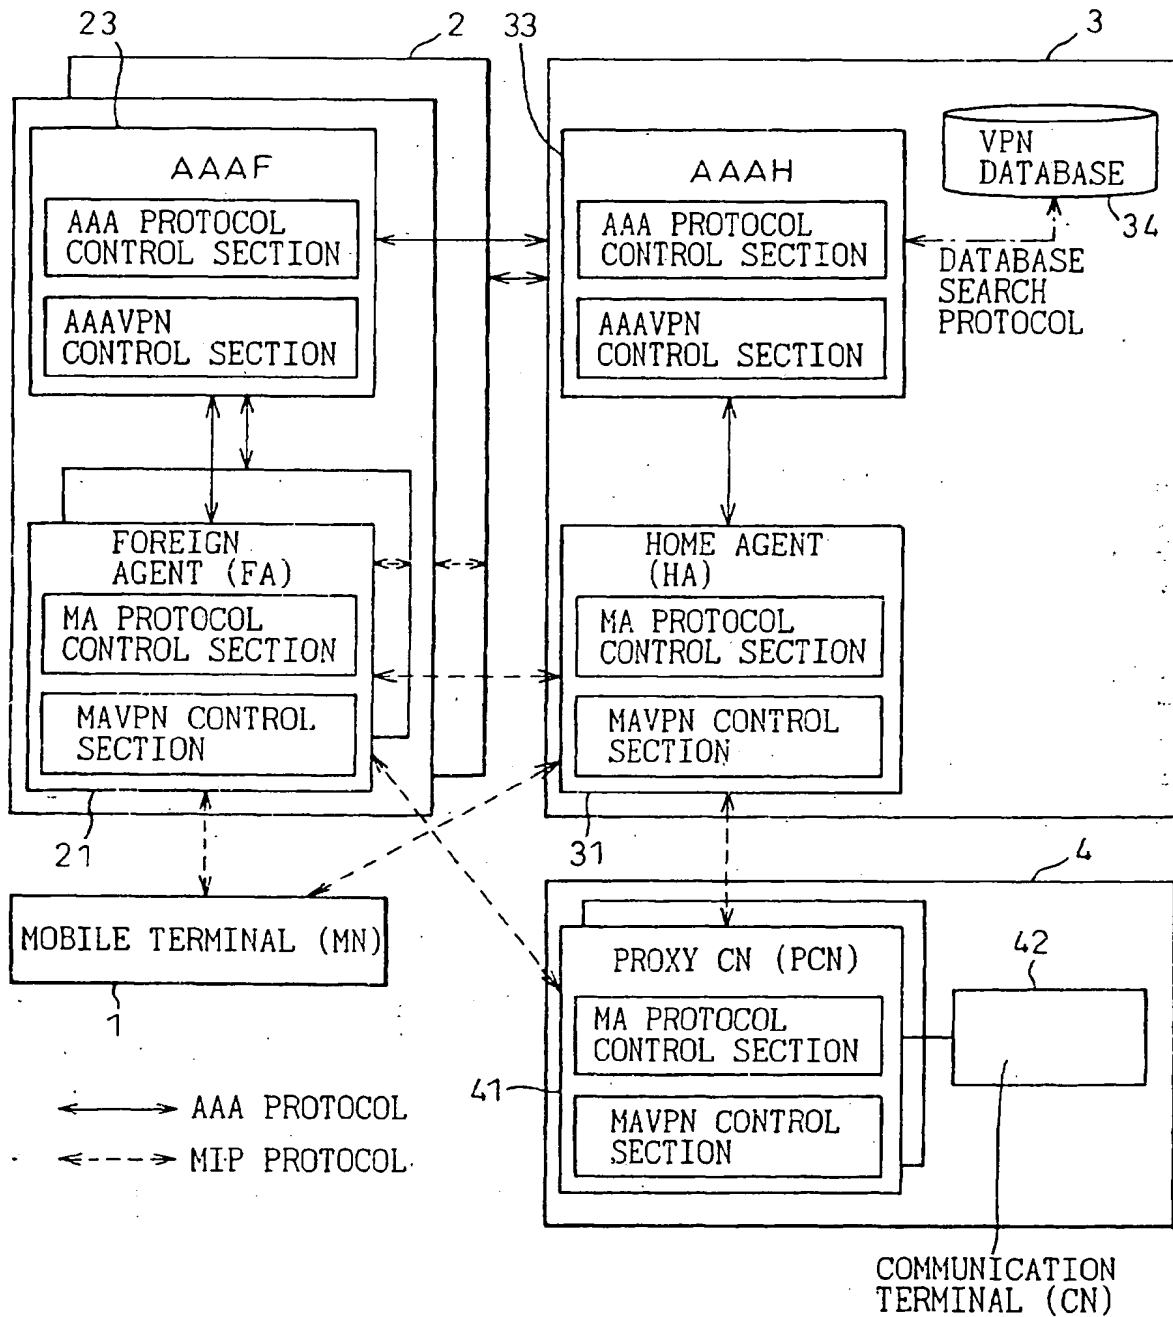 23
2
33
3
AAAF
AAA PROTOCOL
CONTROL SECTION
AAAVPN
CONTROL SECTION
AAAH
AAA PROTOCOL
CONTROL SECTION
AAAVPN
CONTROL SECTION
VPN
DATABASE
34
DATABASE
SEARCH
PROTOCOL
FOREIGN
AGENT (FA)
MA PROTOCOL
CONTROL SECTION
MAVPN CONTROL
SECTION
21
HOME AGENT
(HA)
MA PROTOCOL
CONTROL SECTION
MAVPN CONTROL
SECTION
31
MOBILE TERMINAL (MN)
1
4
PROXY CN (PCN)
MA PROTOCOL
CONTROL SECTION
MAVPN CONTROL
SECTION
41
42
COMMUNICATION
TERMINAL (CN)
AAA PROTOCOL
MIP PROTOCOL